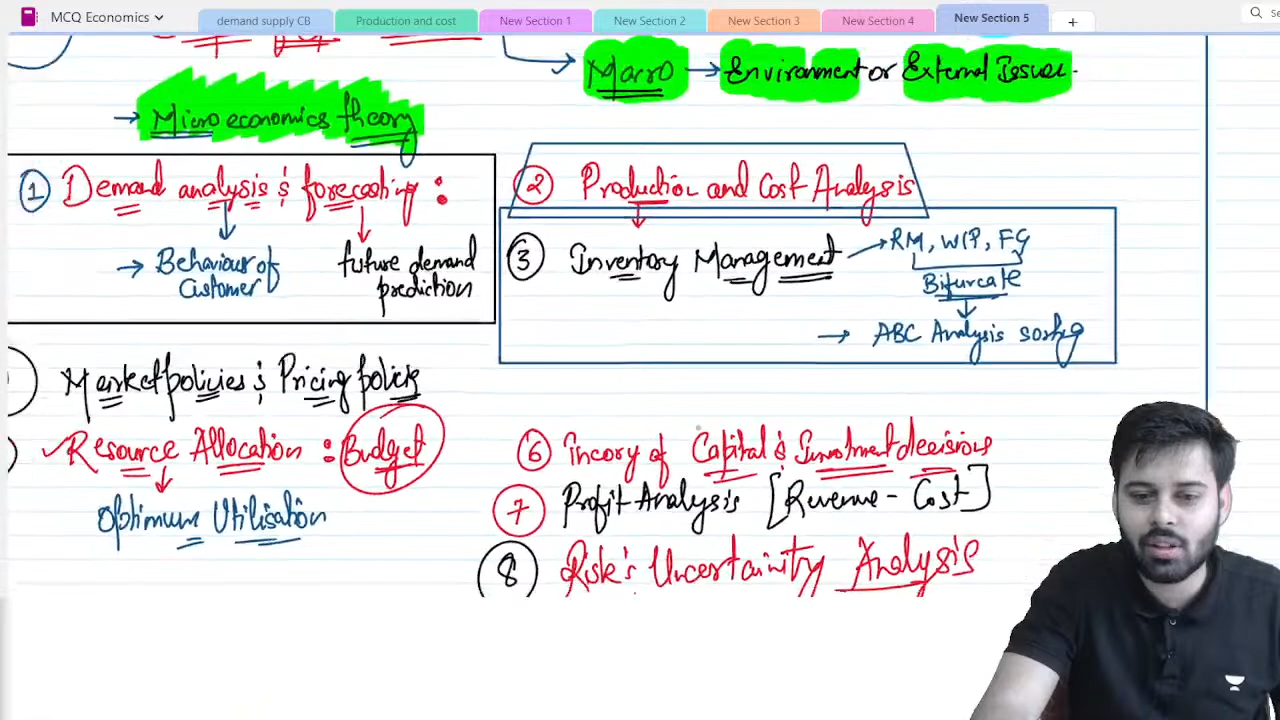 MCQ Economics
demand supply CB
Production and cost
New Section 1
New Section 2
New Section 3
New Section 4
New Section 5
+
Se
Macro → Environment or External Issues.
→ Micro economics theory
① Demand analysis & forecasting :
→ Behaviour of Customer
future demand prediction
② Production and Cost Analysis
③ Inventory Management → RM, WIP, FG
Bifurcate
→ ABC Analysis sorting
Market policies & Pricing policies
✓ Resource Allocation : Budget
Optimum Utilisation
⑥ Theory of Capital & Investment decisions
⑦ Profit Analysis [Revenue - Cost]
⑧ Risk & Uncertainity Analysis